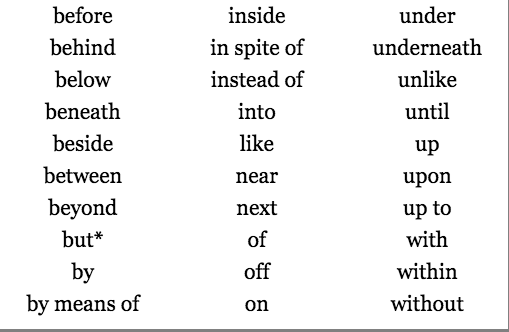 before inside under
behind in spite of underneath
below instead of unlike
beneath into until
beside like up
between near upon
beyond next up to
but* of with
by off within
by means of on without